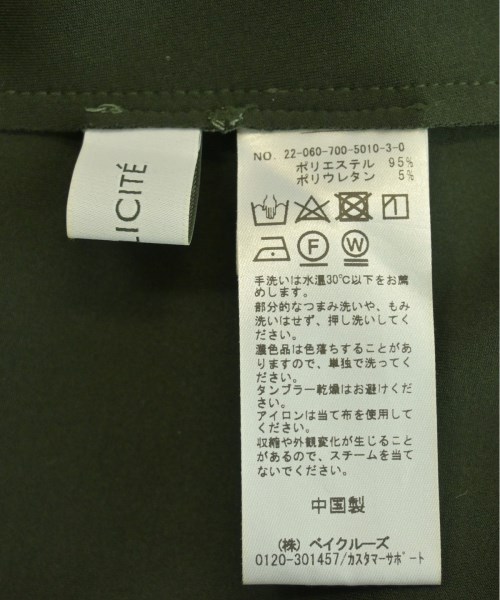 LICITÉ
NO. 22-060-700-5010-3-0
ポリエステル 95%
ポリウレタン 5%
F
W
手洗いは水温30℃以下をお薦
めします。
部分的なつまみ洗いや、もみ
洗いはせず、押し洗いしてく
ださい。
濃色品は色落ちすることがあ
りますので、単独で洗ってく
ださい。
タンブラー乾燥はお避けくだ
さい。
アイロンは当て布を使用して
ください。
収縮や外観変化が生じること
があるので、スチームを当て
ないでください。
中国製
(株) ベイクルーズ
0120-301457/カスタマーサポート